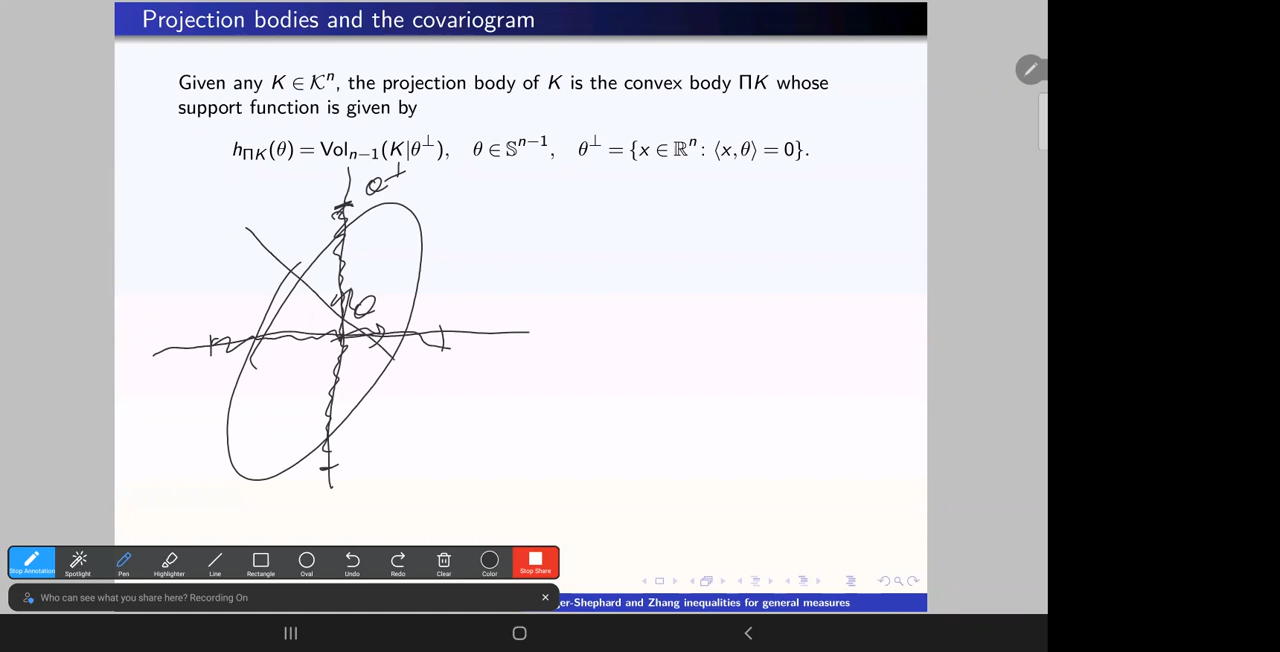 Projection bodies and the covariogram
Given any K ∈ 𝒦ⁿ, the projection body of K is the convex body ΠK whose
support function is given by
h_{ΠK}(θ) = Vol_{n−1}(K|θ^⊥), θ ∈ 𝕊^{n−1}, θ^⊥ = {x ∈ ℝⁿ: ⟨x, θ⟩ = 0}.
θ^⊥
θ
Stop Annotation Spotlight Pen Highlighter Line Rectangle Oval Undo Redo Clear Color Stop Share
Who can see what you share here? Recording On
er-Shephard and Zhang inequalities for general measures